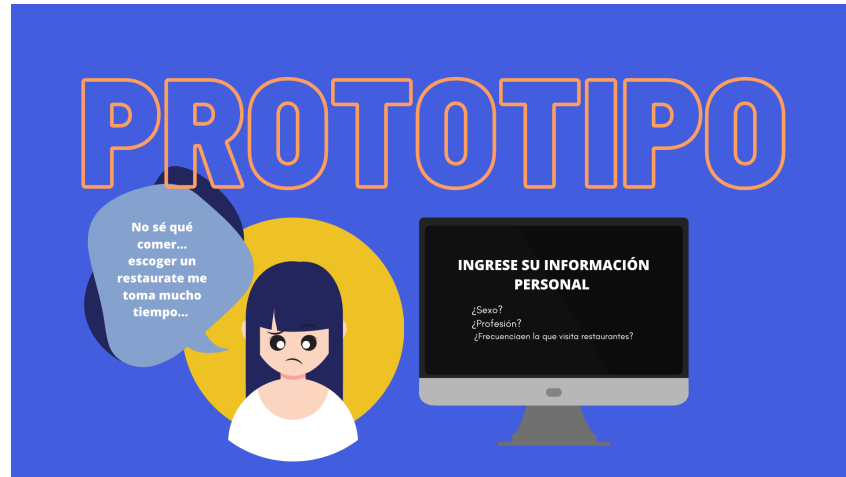 PROTOTIPO
No sé qué
comer...
escoger un
restaurate me
toma mucho
tiempo...
INGRESE SU INFORMACIÓN
PERSONAL
¿Sexo?
¿Profesión?
¿Frecuenciaen la que visita restaurantes?